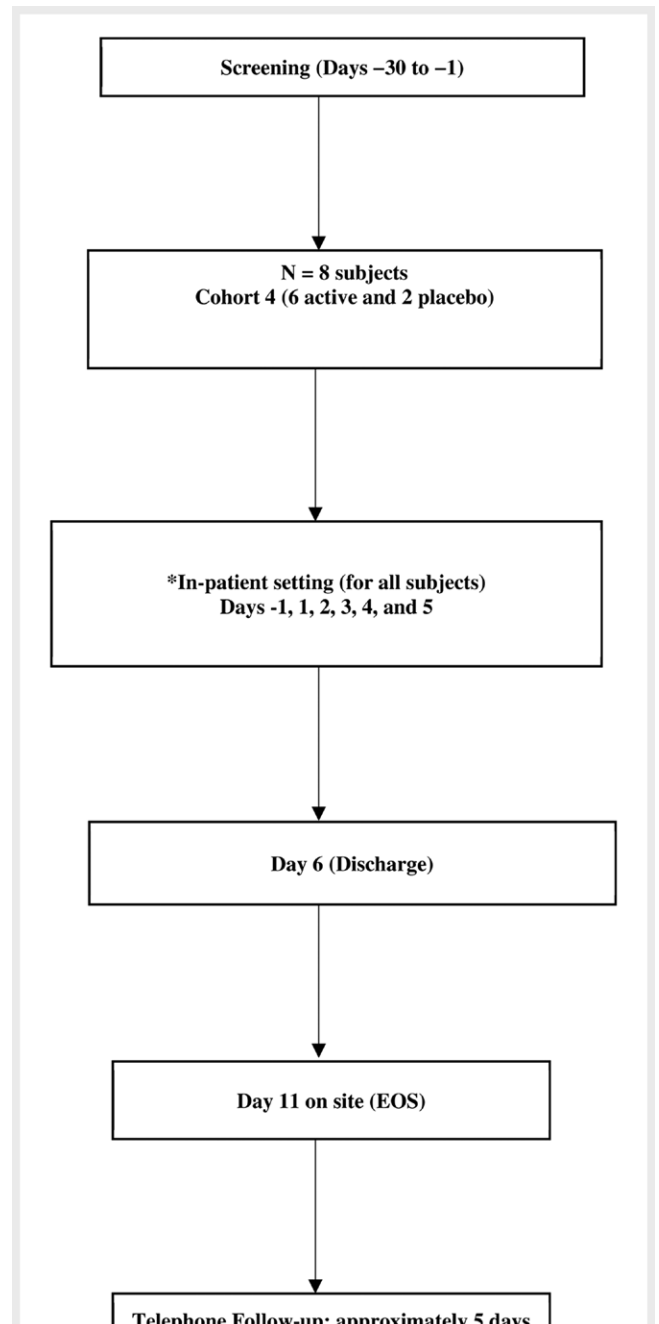 Screening (Days −30 to −1)
N = 8 subjects
Cohort 4 (6 active and 2 placebo)
*In-patient setting (for all subjects)
Days -1, 1, 2, 3, 4, and 5
Day 6 (Discharge)
Day 11 on site (EOS)
Telephone Follow-up: approximately 5 days